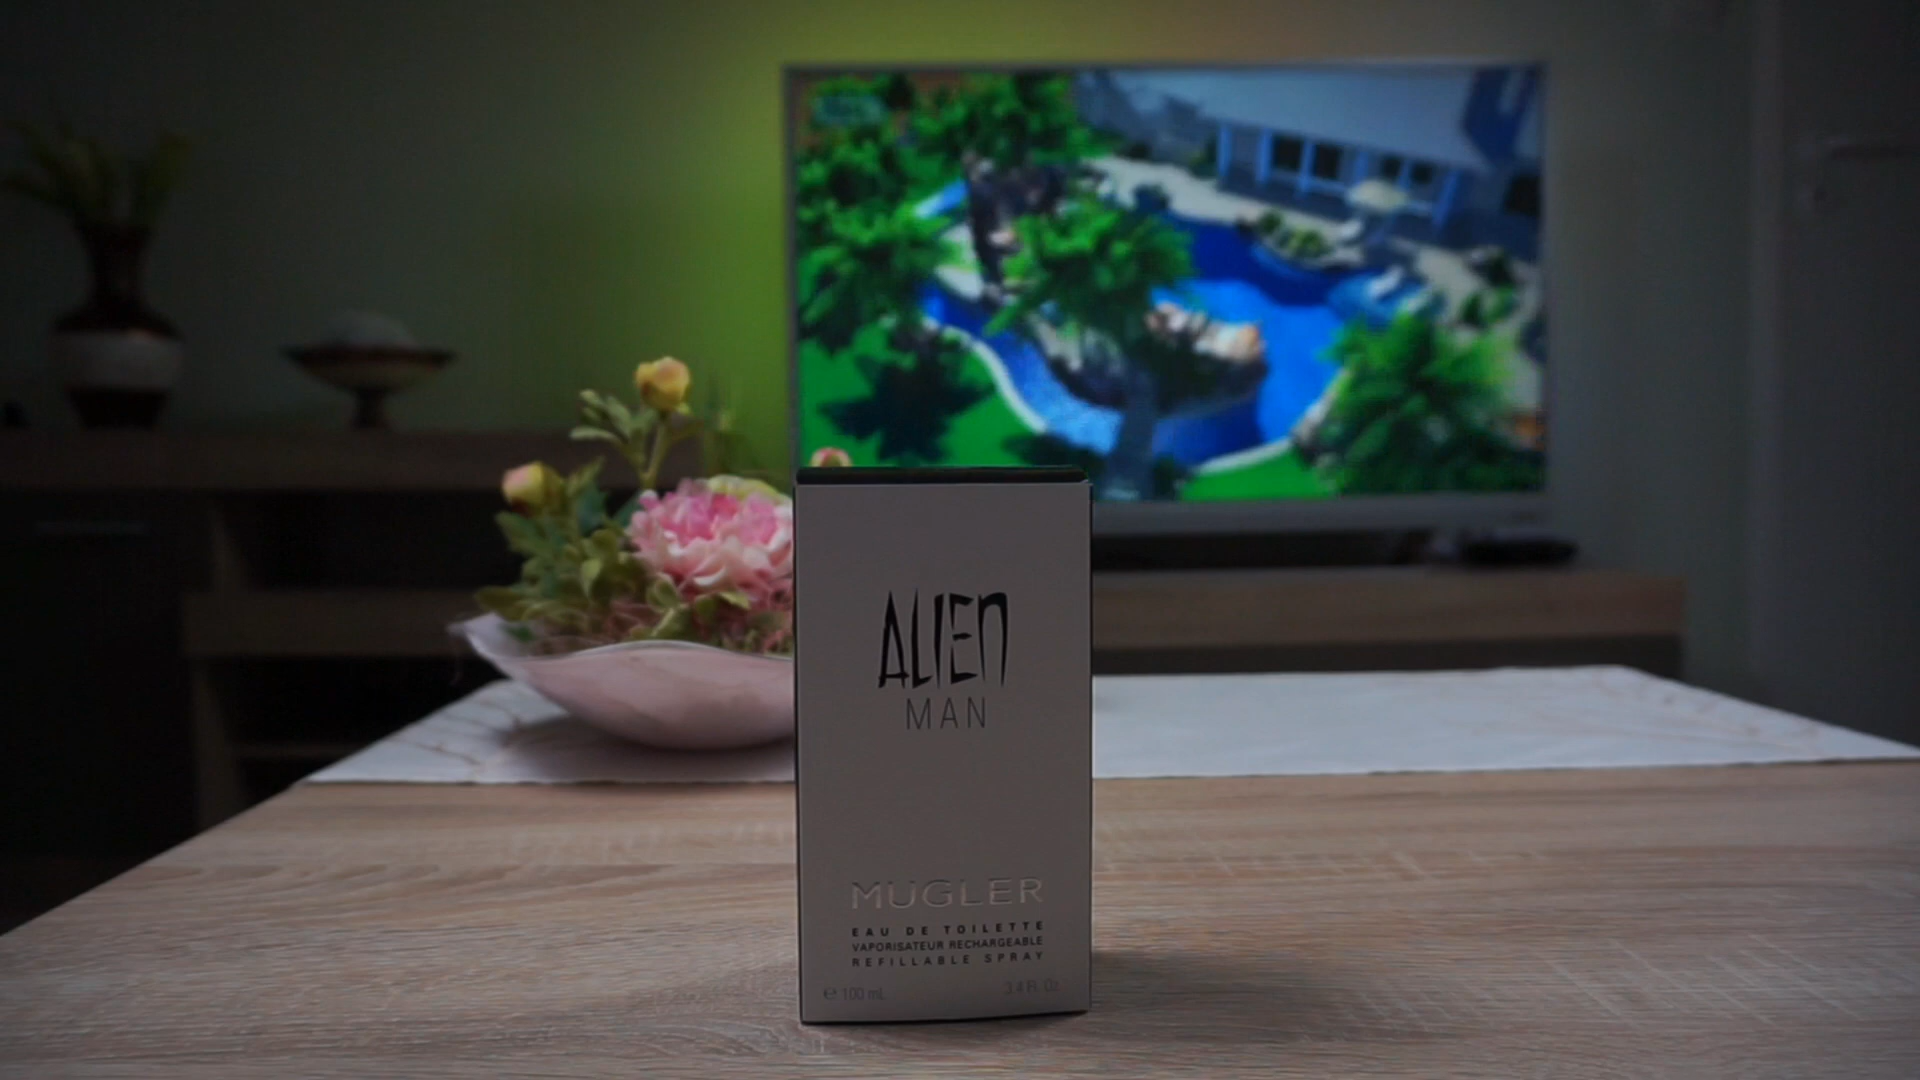 ALIEN
MAN
MUGLER
EAU DE TOILETTE
VAPORISATEUR RECHARGEABLE
REFILLABLE SPRAY
℮ 100 mL 3.4 Fl. Oz.